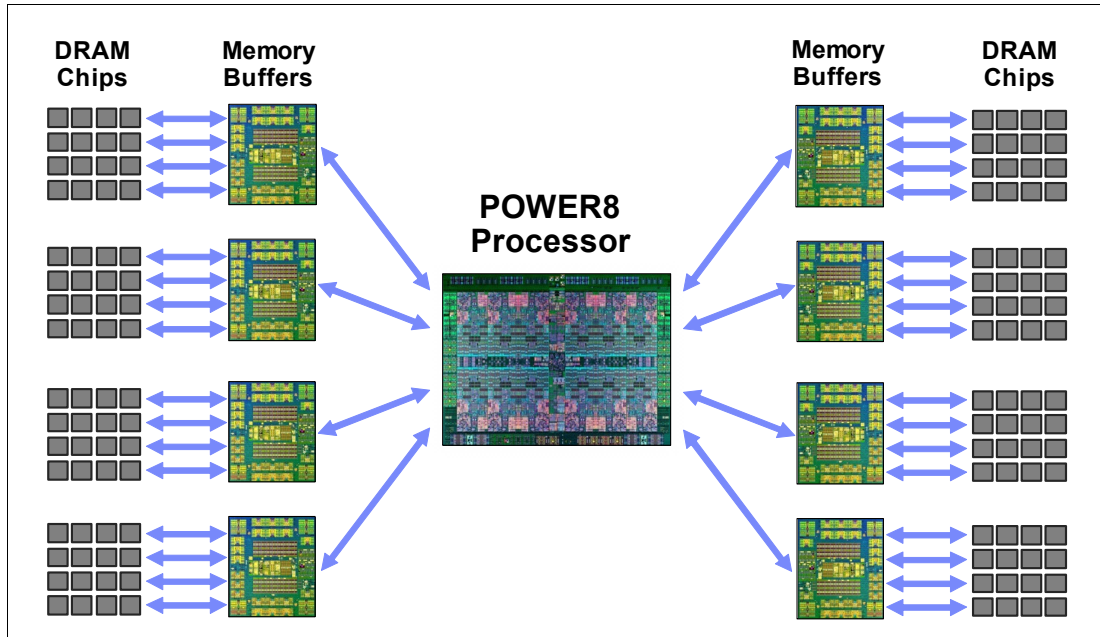 DRAM
Chips
Memory
Buffers
Memory
Buffers
DRAM
Chips
POWER8
Processor